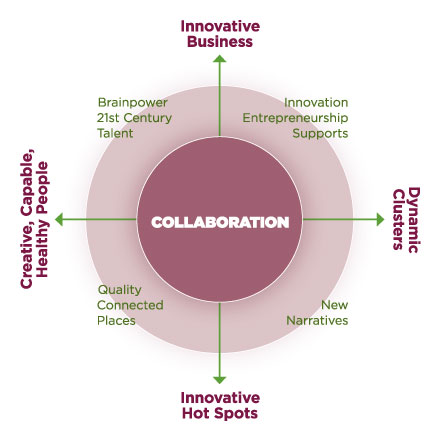 Innovative
Business
Brainpower
21st Century
Talent
Innovation
Entrepreneurship
Supports
Creative, Capable,
Healthy People
COLLABORATION
Dynamic
Clusters
Quality
Connected
Places
New
Narratives
Innovative
Hot Spots